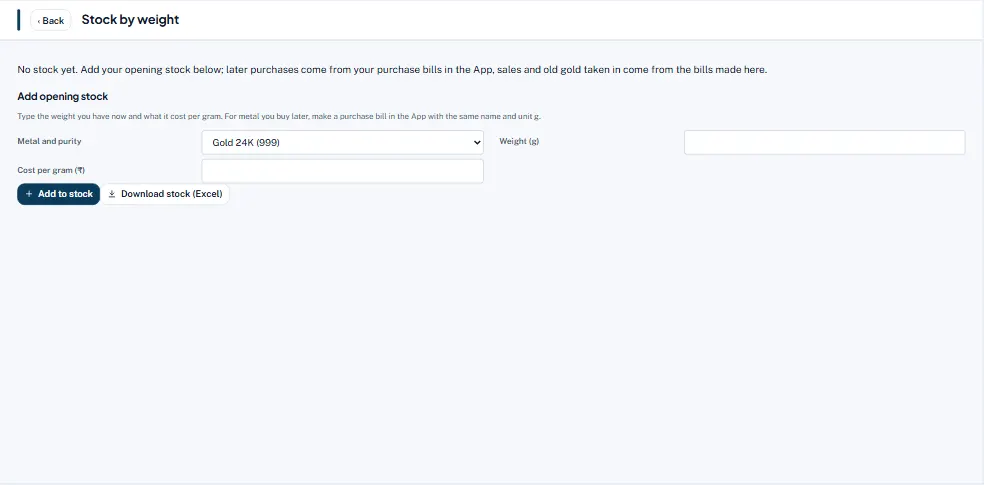 ‹ Back Stock by weight
No stock yet. Add your opening stock below; later purchases come from your purchase bills in the App, sales and old gold taken in come from the bills made here.
Add opening stock
Type the weight you have now and what it cost per gram. For metal you buy later, make a purchase bill in the App with the same name and unit g.
Metal and purity Gold 24K (999) Weight (g)
Cost per gram (₹)
+ Add to stock Download stock (Excel)